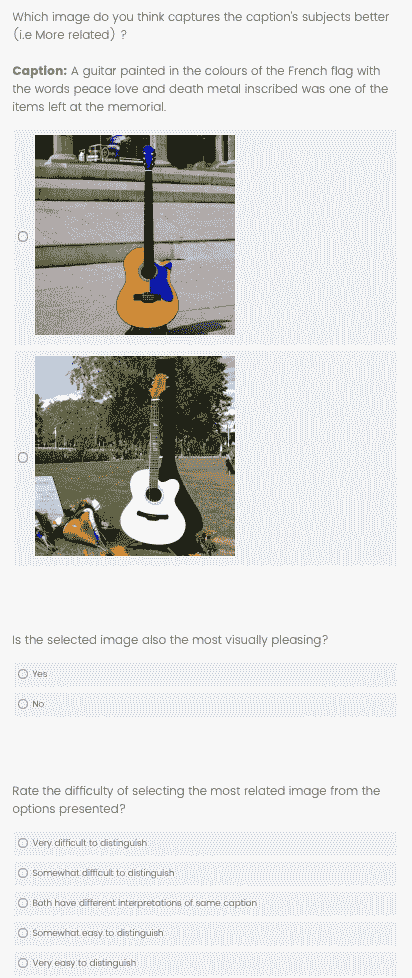 Which image do you think captures the caption's subjects better
(i.e More related) ?
Caption: A guitar painted in the colours of the French flag with
the words peace love and death metal inscribed was one of the
items left at the memorial.
Is the selected image also the most visually pleasing?
Yes
No
Rate the difficulty of selecting the most related image from the
options presented?
Very difficult to distinguish
Somewhat difficult to distinguish
Both have different interpretations of same caption
Somewhat easy to distinguish
Very easy to distinguish